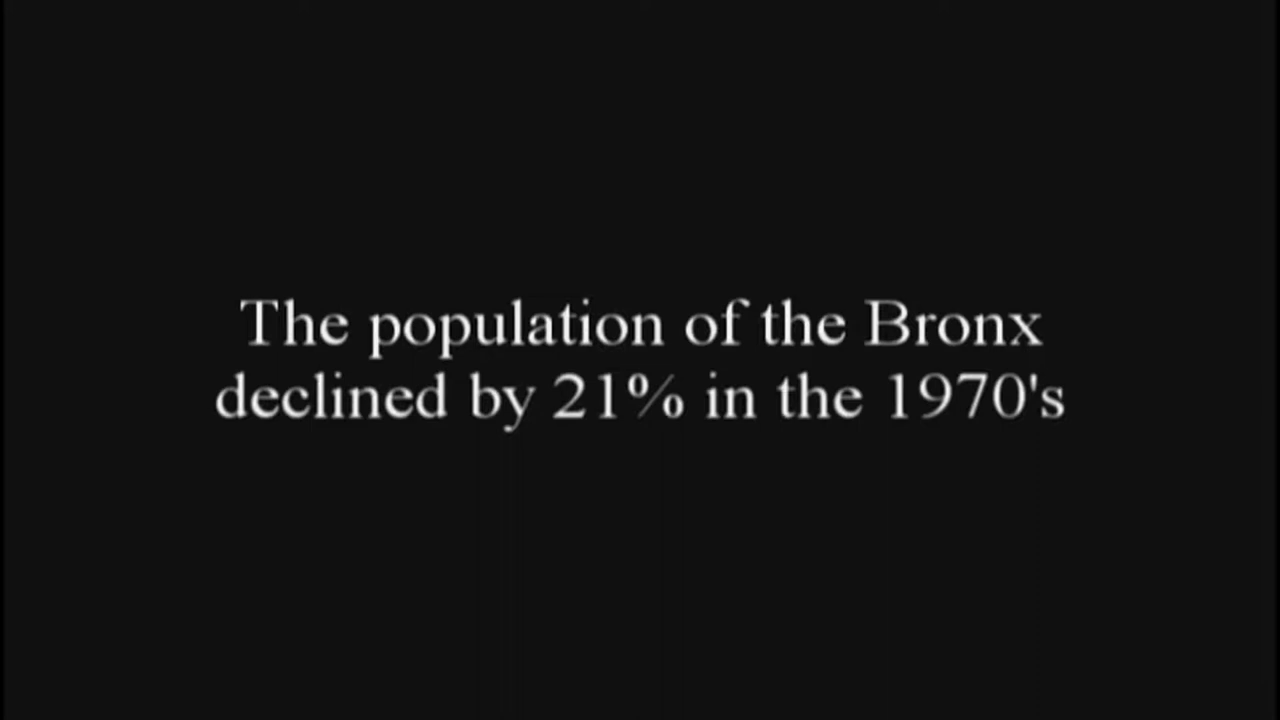 The population of the Bronx
declined by 21% in the 1970's